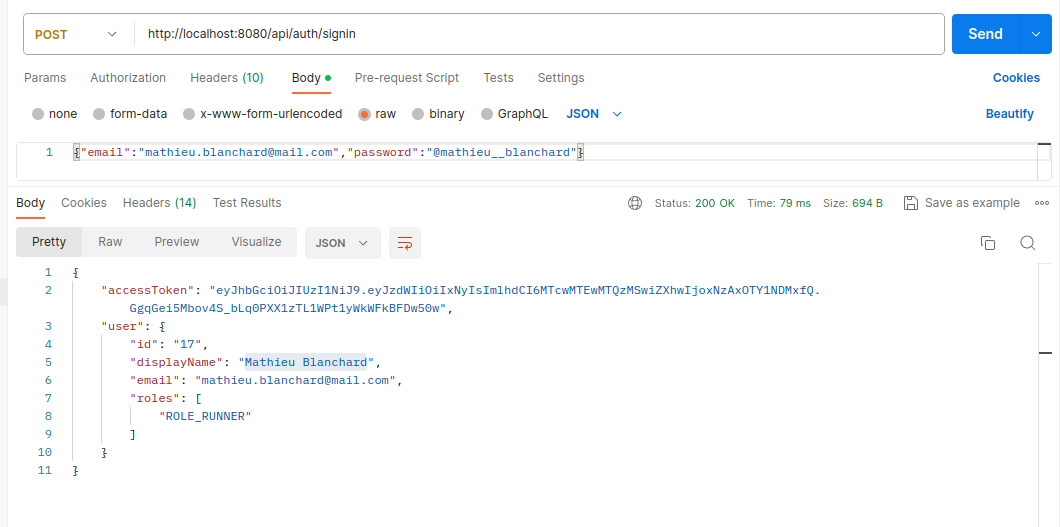 POST http://localhost:8080/api/auth/signin Send
Params Authorization Headers (10) Body Pre-request Script Tests Settings Cookies
none form-data x-www-form-urlencoded raw binary GraphQL JSON Beautify
1 {"email":"mathieu.blanchard@mail.com","password":"@mathieu__blanchard"}
Body Cookies Headers (14) Test Results Status: 200 OK Time: 79 ms Size: 694 B Save as example
Pretty Raw Preview Visualize JSON
1 {
2 "accessToken": "eyJhbGciOiJIUzI1NiJ9.eyJzdWIiOiIxNyIsImlhdCI6MTcwMTEwMTQzMSwiZXhwIjoxNzAxOTY1NDMxfQ.
GgqGei5Mbov4S_bLq0PXX1zTL1WPt1yWkWFkBFDw50w",
3 "user": {
4 "id": "17",
5 "displayName": "Mathieu Blanchard",
6 "email": "mathieu.blanchard@mail.com",
7 "roles": [
8 "ROLE_RUNNER"
9 ]
10 }
11 }